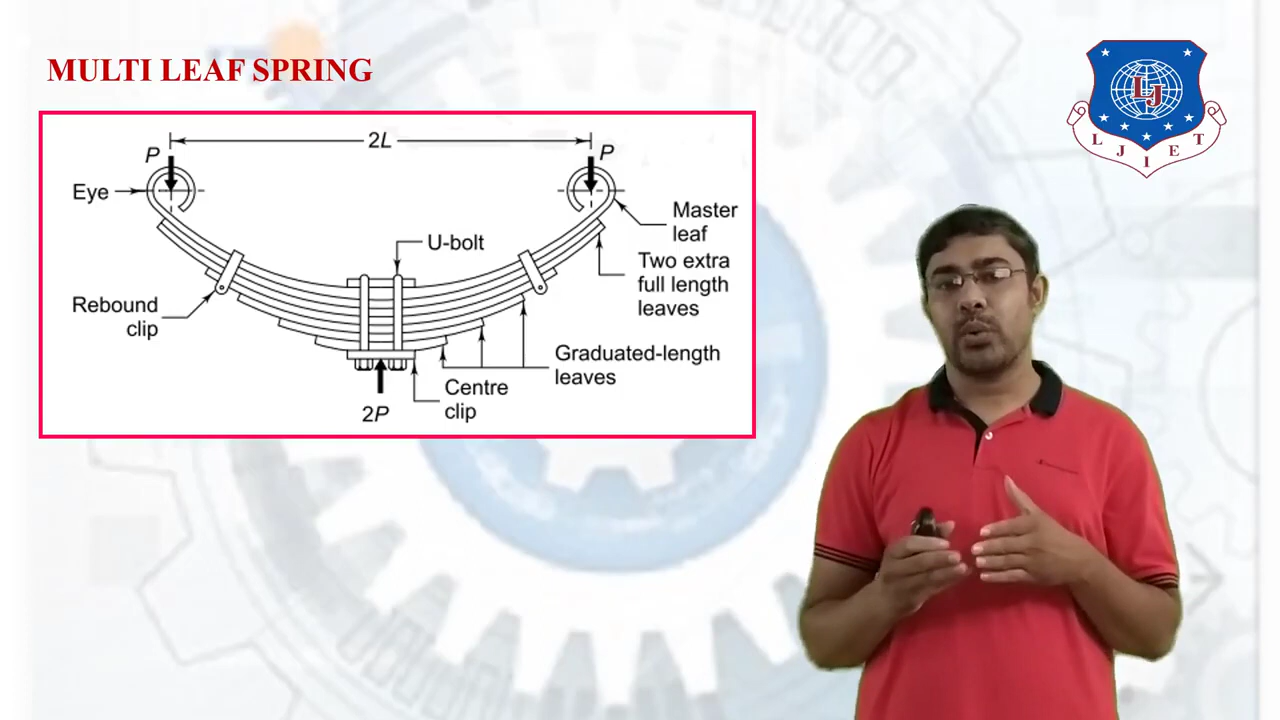 MULTI LEAF SPRING
2L
P
P
Eye
Master
leaf
U-bolt
Two extra
full length
leaves
Rebound
clip
Graduated-length
leaves
Centre
clip
2P
LJ
L J I E T